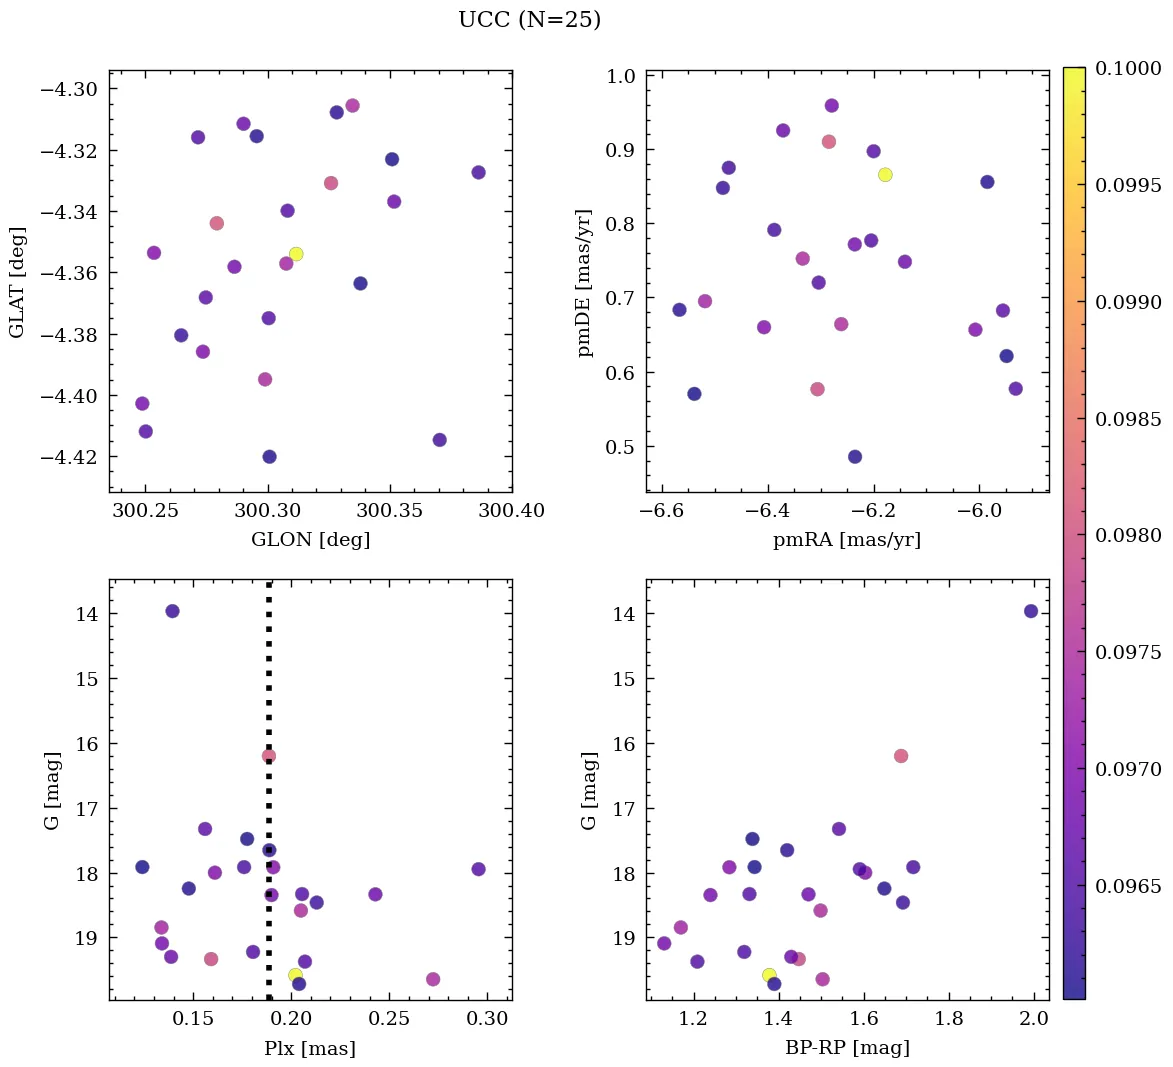 UCC (N=25)
−4.30
−4.32
−4.34
−4.36
−4.38
−4.40
−4.42
GLAT [deg]
300.25 300.30 300.35 300.40
GLON [deg]
1.0
0.9
0.8
0.7
0.6
0.5
pmDE [mas/yr]
−6.6 −6.4 −6.2 −6.0
pmRA [mas/yr]
0.1000
0.0995
0.0990
0.0985
0.0980
0.0975
0.0970
0.0965
14
15
16
17
18
19
G [mag]
0.15 0.20 0.25 0.30
Plx [mas]
14
15
16
17
18
19
G [mag]
1.2 1.4 1.6 1.8 2.0
BP-RP [mag]